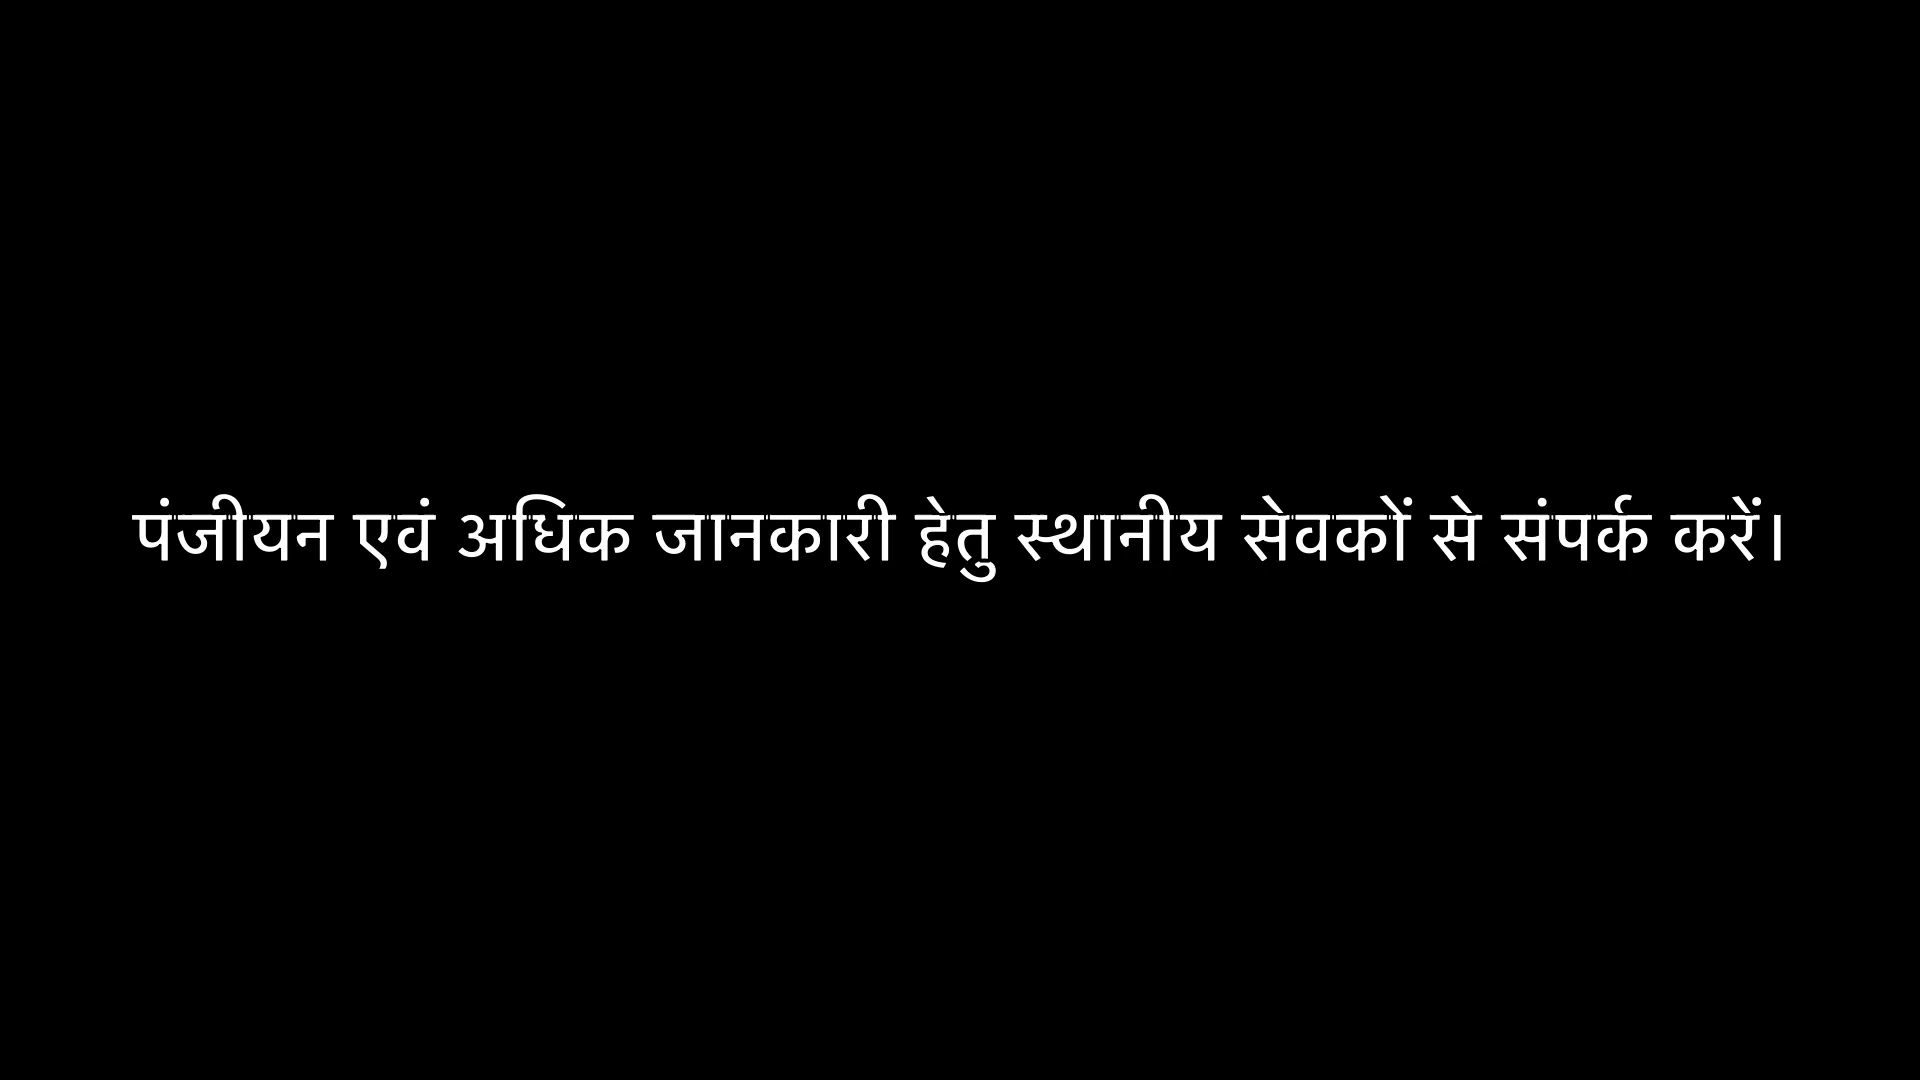 पंजीयन एवं अधिक जानकारी हेतु स्थानीय सेवकों से संपर्क करें।